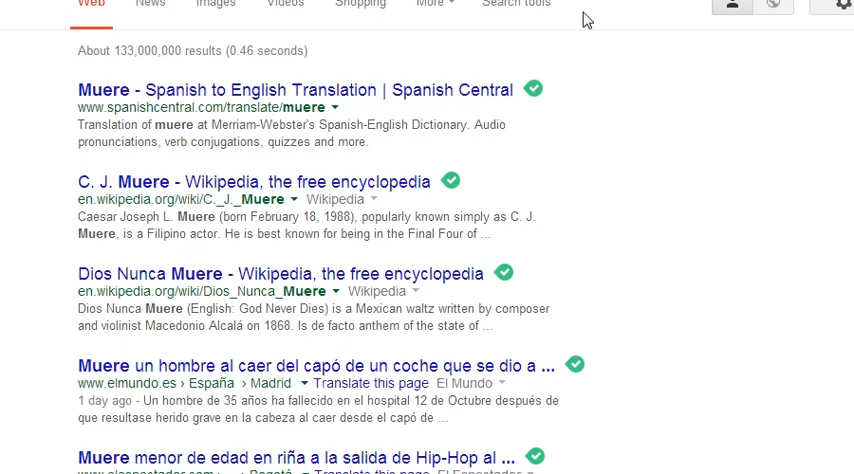 Web News Images Videos Shopping More Search tools
About 133,000,000 results (0.46 seconds)
Muere - Spanish to English Translation | Spanish Central
www.spanishcentral.com/translate/muere
Translation of muere at Merriam-Webster's Spanish-English Dictionary. Audio
pronunciations, verb conjugations, quizzes and more.
C. J. Muere - Wikipedia, the free encyclopedia
en.wikipedia.org/wiki/C._J._Muere Wikipedia
Caesar Joseph L. Muere (born February 18, 1988), popularly known simply as C. J.
Muere, is a Filipino actor. He is best known for being in the Final Four of ...
Dios Nunca Muere - Wikipedia, the free encyclopedia
en.wikipedia.org/wiki/Dios_Nunca_Muere Wikipedia
Dios Nunca Muere (English: God Never Dies) is a Mexican waltz written by composer
and violinist Macedonio Alcalá on 1868. Is de facto anthem of the state of ...
Muere un hombre al caer del capó de un coche que se dio a ...
www.elmundo.es › España › Madrid Translate this page El Mundo
1 day ago - Un hombre de 35 años ha fallecido en el hospital 12 de Octubre después de
que resultase herido grave en la cabeza al caer desde el capó de ...
Muere menor de edad en riña a la salida de Hip-Hop al ...
www.elespectador.com › ... › Bogotá Translate this page El Espectador